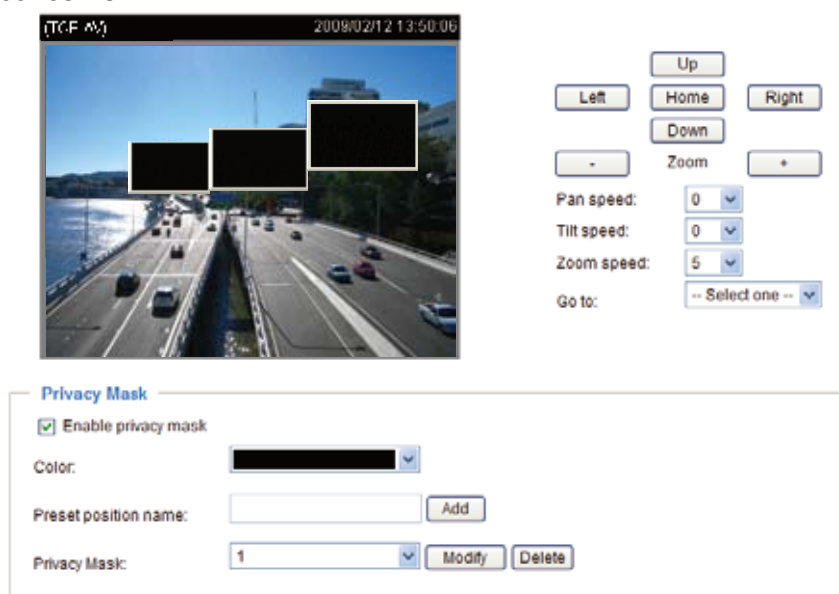 (TCP-AV) 2009/02/12 13:50:06
Up
Left Home Right
Down
- Zoom +
Pan speed: 0
Tilt speed: 0
Zoom speed: 5
Go to: -- Select one --
Privacy Mask
Enable privacy mask
Color:
Preset position name: Add
Privacy Mask: 1 Modify Delete